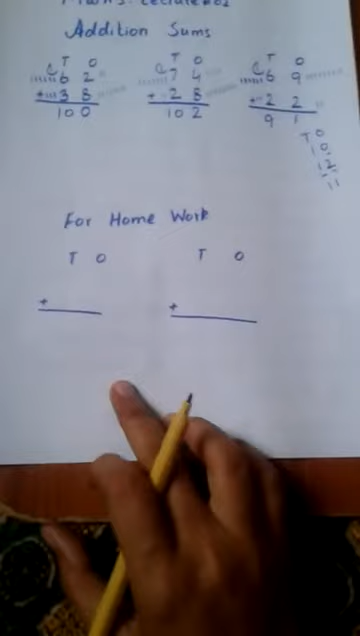 Addition Sums
T O   T O   T O
C 6 2   C 7 4   C 6 9
+ 3 8   + 2 8   + 2 2
1 0 0   1 0 2   9 1
T O
1 0
1 2
1 1
For Home Work
T O   T O
+   +